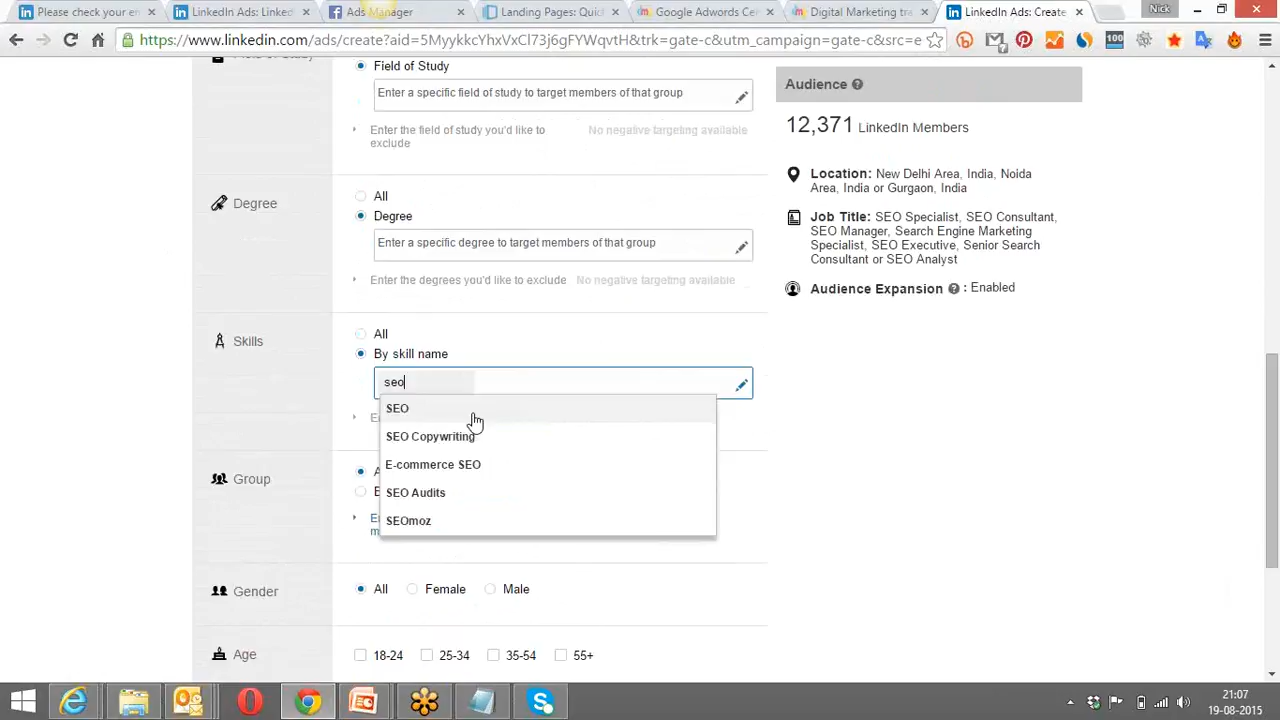 Please check your en
LinkedIn Ads: Linked
Ads Manager
Landing Pages: Quic
Google Adwords Ce
Digital Marketing tr
LinkedIn Ads: Create
Nick
https://www.linkedin.com/ads/create?aid=5MyykkcYhxVxCl73j6gFYWqvtH&trk=gate-c&utm_campaign=gate-c&src=e
Field of Study
Enter a specific field of study to target members of that group
Enter the field of study you'd like to
exclude
No negative targeting available
Degree
All
Degree
Enter a specific degree to target members of that group
Enter the degrees you'd like to exclude
No negative targeting available
Skills
All
By skill name
seo
SEO
SEO Copywriting
E-commerce SEO
SEO Audits
SEOmoz
Group
Gender
All Female Male
Age
18-24 25-34 35-54 55+
Audience
12,371 LinkedIn Members
Location: New Delhi Area, India, Noida
Area, India or Gurgaon, India
Job Title: SEO Specialist, SEO Consultant,
SEO Manager, Search Engine Marketing
Specialist, SEO Executive, Senior Search
Consultant or SEO Analyst
Audience Expansion : Enabled
21:07
19-08-2015